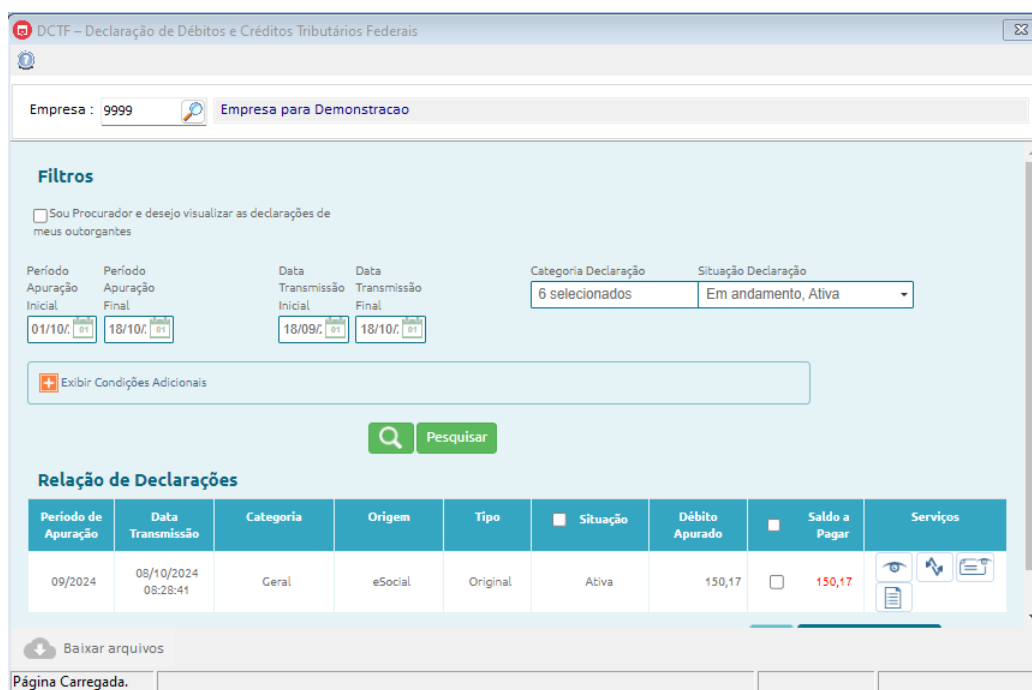 DCTF – Declaração de Débitos e Créditos Tributários Federais
Empresa : 9999 Empresa para Demonstracao
Filtros
Sou Procurador e desejo visualizar as declarações de
meus outorgantes
Período Apuração Inicial
Período Apuração Final
Data Transmissão Inicial
Data Transmissão Final
Categoria Declaração
Situação Declaração
01/10/
18/10/
18/09/
18/10/
6 selecionados
Em andamento, Ativa
Exibir Condições Adicionais
Pesquisar
Relação de Declarações
Período de Apuração
Data Transmissão
Categoria
Origem
Tipo
Situação
Débito Apurado
Saldo a Pagar
Serviços
09/2024
08/10/2024
08:28:41
Geral
eSocial
Original
Ativa
150,17
150,17
Baixar arquivos
Página Carregada.